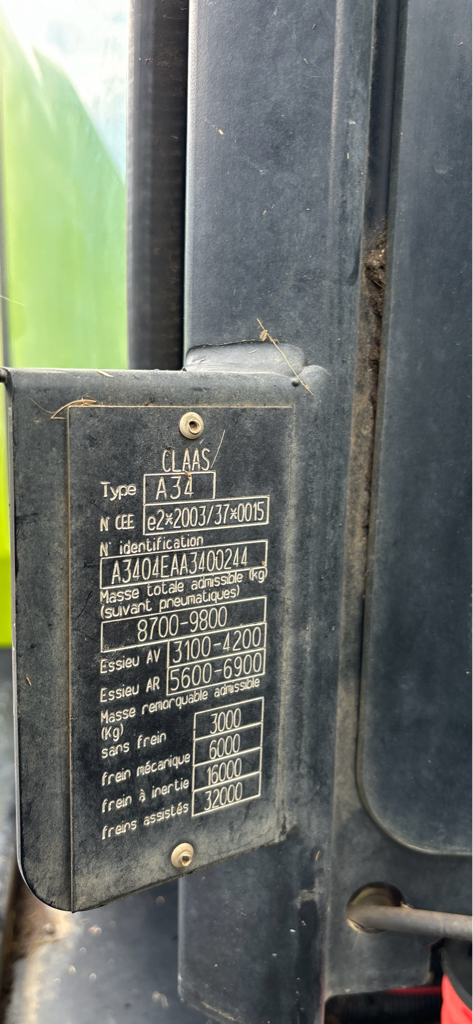 CLAAS
Type A34
N° CEE e2*2003/37*0015
N° identification
A3404EAA3400244
Masse totale admissible (kg)
(suivant pneumatiques)
8700-9800
Essieu AV 3100-4200
Essieu AR 5600-6900
Masse remorquable admissible
(Kg)
sans frein 3000
frein mécanique 6000
frein à inertie 16000
freins assistés 32000